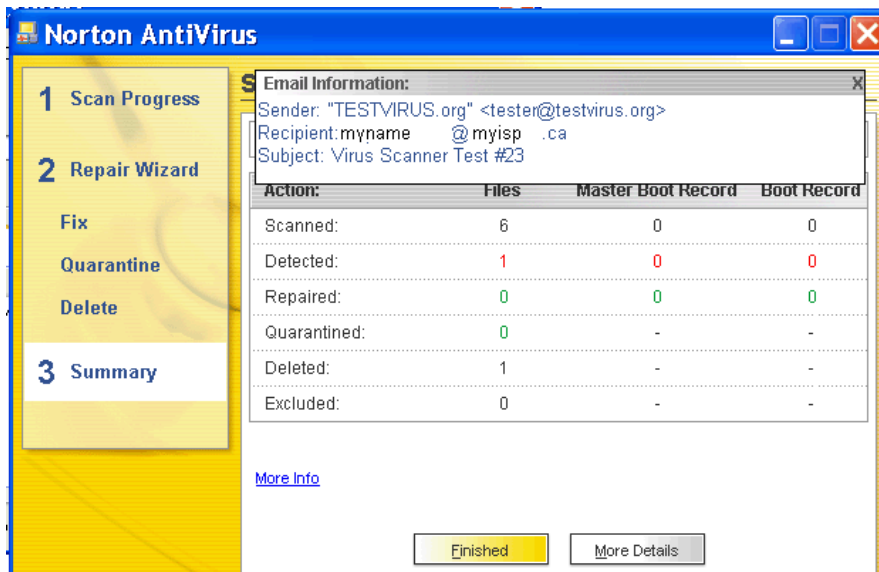 Norton AntiVirus
1 Scan Progress
2 Repair Wizard
Fix
Quarantine
Delete
3 Summary
S
Email Information: X
Sender: "TESTVIRUS.org" <tester@testvirus.org>
Recipient:myname @ myisp .ca
Subject: Virus Scanner Test #23
Action: Files Master Boot Record Boot Record
Scanned: 6 0 0
Detected: 1 0 0
Repaired: 0 0 0
Quarantined: 0 - -
Deleted: 1 - -
Excluded: 0 - -
More Info
Finished More Details